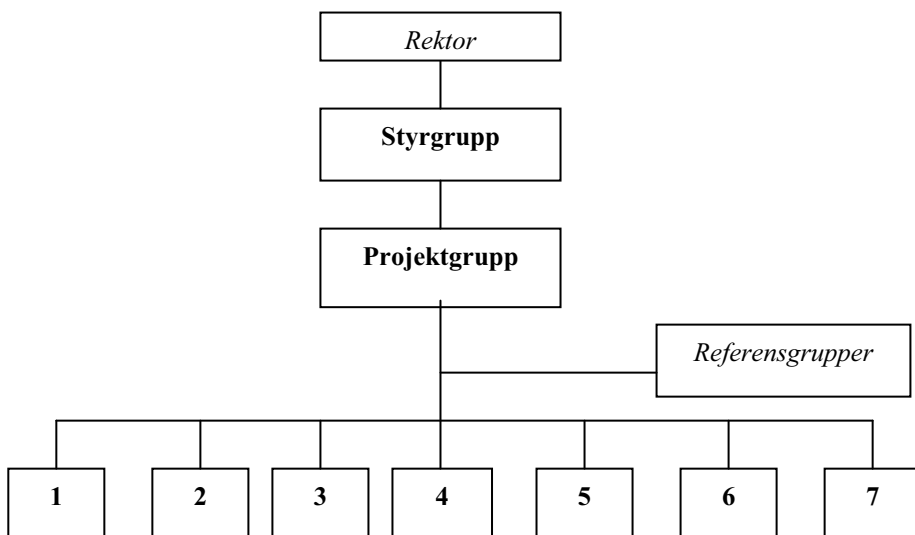 Rektor
Styrgrupp
Projektgrupp
Referensgrupper
1 2 3 4 5 6 7